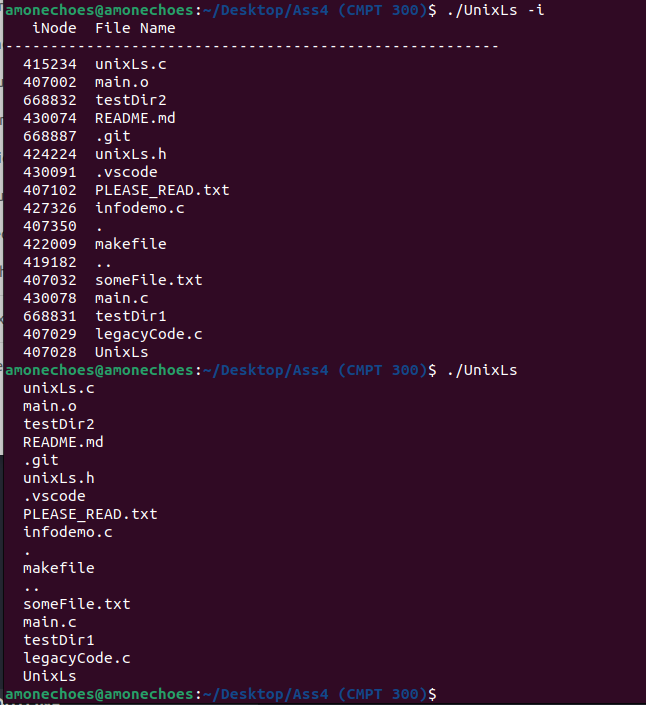 amonechoes@amonechoes:~/Desktop/Ass4 (CMPT 300)$ ./UnixLs -i
iNode File Name
-------------------------------------------------------
415234 unixLs.c
407002 main.o
668832 testDir2
430074 README.md
668887 .git
424224 unixLs.h
430091 .vscode
407102 PLEASE_READ.txt
427326 infodemo.c
407350 .
422009 makefile
419182 ..
407032 someFile.txt
430078 main.c
668831 testDir1
407029 legacyCode.c
407028 UnixLs
amonechoes@amonechoes:~/Desktop/Ass4 (CMPT 300)$ ./UnixLs
unixLs.c
main.o
testDir2
README.md
.git
unixLs.h
.vscode
PLEASE_READ.txt
infodemo.c
.
makefile
..
someFile.txt
main.c
testDir1
legacyCode.c
UnixLs
amonechoes@amonechoes:~/Desktop/Ass4 (CMPT 300)$